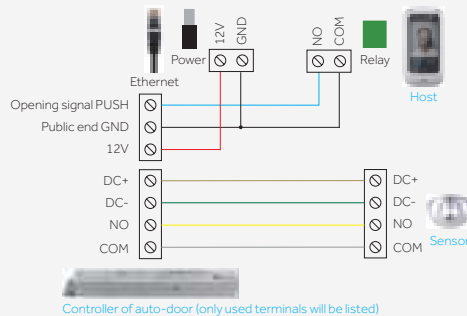 12V
GND
NO
COM
Power
Relay
Ethernet
Host
Opening signal PUSH
Public end GND
12V
DC+
DC-
NO
COM
DC+
DC-
NO
COM
Sensor
Controller of auto-door (only used terminals will be listed)